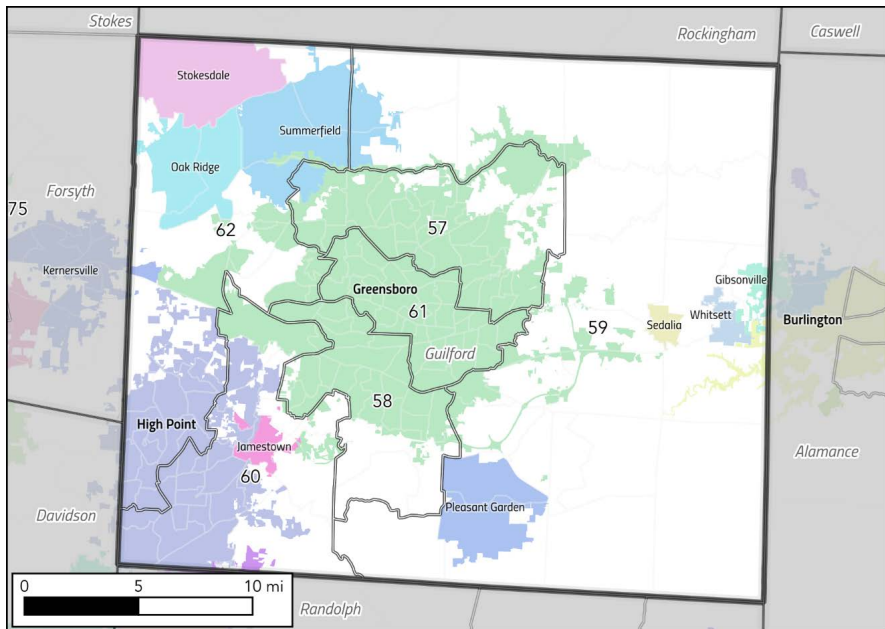 Stokes
Rockingham
Caswell
Stokesdale
Summerfield
Oak Ridge
Forsyth
75
62
57
Kernersville
Gibsonville
Greensboro
61
59
Sedalia
Whitsett
Burlington
Guilford
58
High Point
Jamestown
60
Alamance
Pleasant Garden
Davidson
0 5 10 mi
Randolph